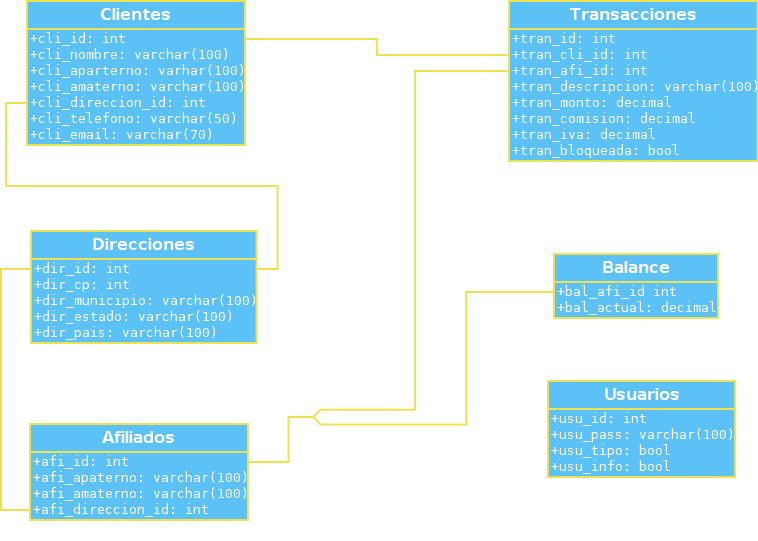 Clientes
+cli_id: int
+cli_nombre: varchar(100)
+cli_aparterno: varhar(100)
+cli_amaterno: varchar(100)
+cli_direccion_id: int
+cli_telefono: varchar(50)
+cli_email: varchar(70)
Transacciones
+tran_id: int
+tran_cli_id: int
+tran_afi_id: int
+tran_descripcion: varchar(100)
+tran_monto: decimal
+tran_comision: decimal
+tran_iva: decimal
+tran_bloqueada: bool
Direcciones
+dir_id: int
+dir_cp: int
+dir_municipio: varchar(100)
+dir_estado: varchar(100)
+dir_pais: varchar(100)
Balance
+bal_afi_id int
+bal_actual: decimal
Afiliados
+afi_id: int
+afi_apaterno: varchar(100)
+afi_amaterno: varchar(100)
+afi_direccion_id: int
Usuarios
+usu_id: int
+usu_pass: varchar(100)
+usu_tipo: bool
+usu_info: bool